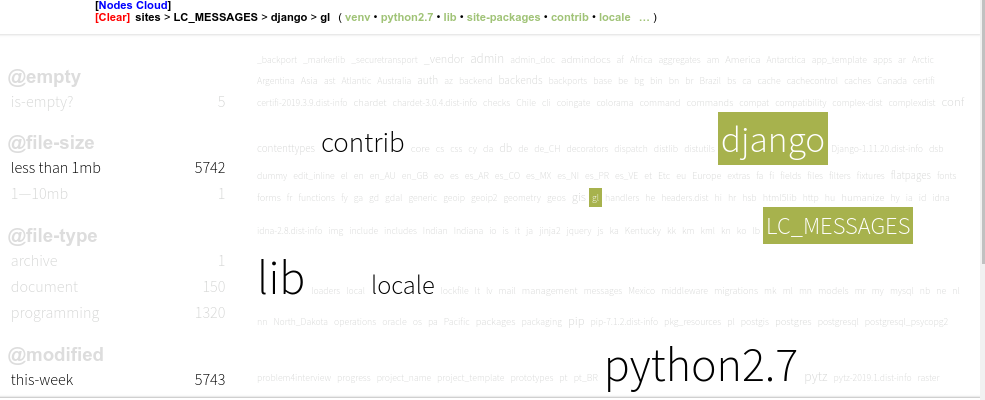 [Nodes Cloud]
[Clear] sites > LC_MESSAGES > django > gl ( venv • python2.7 • lib • site-packages • contrib • locale ... )
@empty
is-empty? 5
@file-size
less than 1mb 5742
1—10mb 1
@file-type
archive 1
document 150
programming 1320
@modified
this-week 5743
_backport _markerlib _securetransport _vendor admin admin_doc admindocs af Africa aggregates am America Antarctica app_template apps ar Arctic
Argentina Asia ast Atlantic Australia auth az backend backends backports base be bg bin bn br Brazil bs ca cache cachecontrol caches Canada certifi
certifi-2019.3.9.dist-info chardet chardet-3.0.4.dist-info checks Chile cli coingate colorama command commands compat compatibility complex-dist complexdist conf
contenttypes contrib core cs css cy da db de de_CH decorators dispatch distlib distutils django Django-1.11.20.dist-info dsb
dummy edit_inline el en en_AU en_GB eo es es_AR es_CO es_MX es_NI es_PR es_VE et Etc eu Europe extras fa fi fields files filters fixtures flatpages fonts
forms fr functions fy ga gd gdal generic geoip2 geometry geos gis gl handlers he headers.dist hi hr hsb html5lib http hu humanize hy ia id idna
idna-2.8.dist-info img include includes indian indiana io is it ja jinja2 jquery js ka Kentucky kk km kml kn ko lb LC_MESSAGES
lib loaders local locale lockfile lt lv mail management messages Mexico middleware migrations mk ml mn models mr my mysql nb ne nl
nn North_Dakota operations oracle os pa Pacific packages packaging pip pip-7.1.2.dist-info pkg_resources pl postgis postgres postgresql postgresql_psycopg2
problem4interview progress project_name project_template prototypes pt pt_BR python2.7 pytz pytz-2019.1.dist-info raster